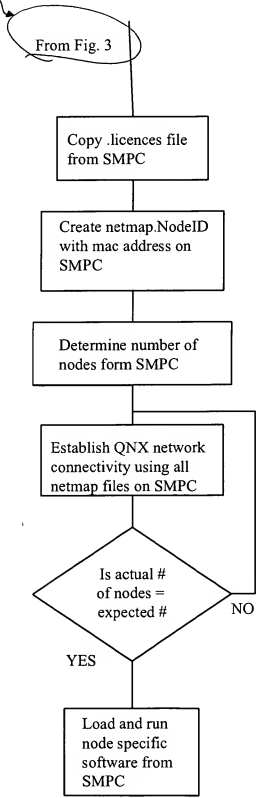 From Fig. 3
Copy .licences file
from SMPC
Create netmap.NodeID
with mac address on
SMPC
Determine number of
nodes form SMPC
Establish QNX network
connectivity using all
netmap files on SMPC
Is actual #
of nodes =
expected #
NO
YES
Load and run
node specific
software from
SMPC